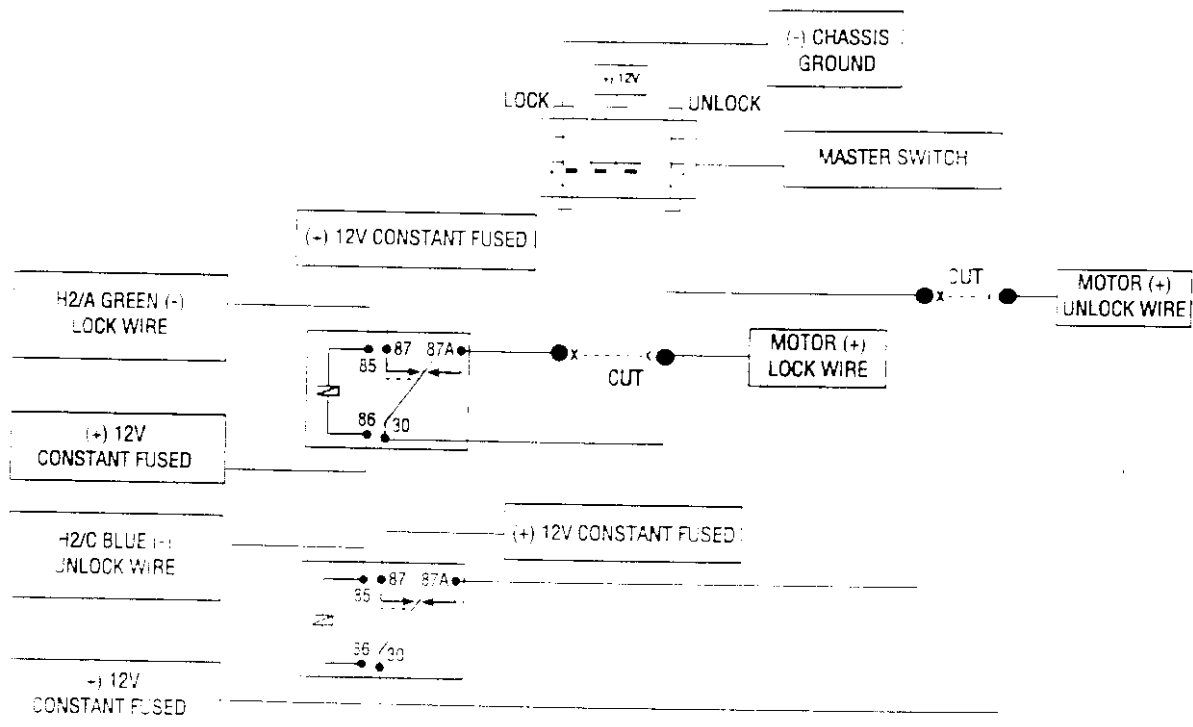 (-) CHASSIS
GROUND
+) 12V
LOCK
UNLOCK
MASTER SWITCH
(+) 12V CONSTANT FUSED
H2/A GREEN (-)
LOCK WIRE
CUT
MOTOR (+)
UNLOCK WIRE
87
87A
85
CUT
MOTOR (+)
LOCK WIRE
86
30
(+) 12V
CONSTANT FUSED
H2/C BLUE (-)
UNLOCK WIRE
(+) 12V CONSTANT FUSED
87
87A
85
86
30
+) 12V
CONSTANT FUSED